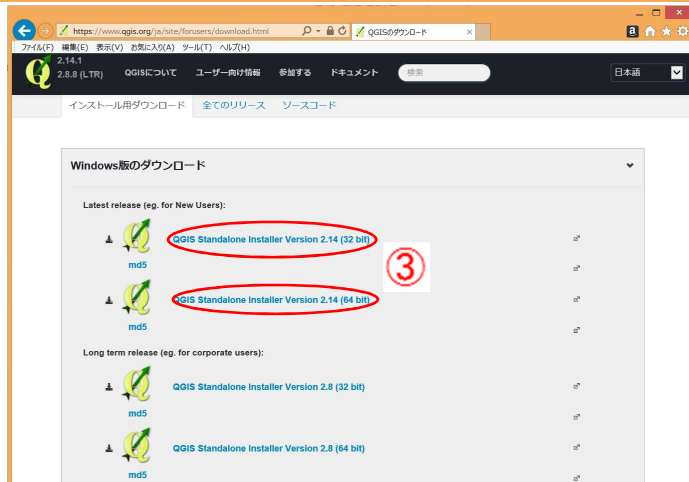 https://www.qgis.org/ja/site/forusers/download.html
QGISのダウンロード
ファイル(F) 編集(E) 表示(V) お気に入り(A) ツール(T) ヘルプ(H)
2.14.1
2.8.8 (LTR)
QGISについて ユーザー向け情報 参加する ドキュメント 検索 日本語
インストール用ダウンロード 全てのリリース ソースコード
Windows版のダウンロード
Latest release (eg. for New Users):
QGIS Standalone Installer Version 2.14 (32 bit)
md5
③
QGIS Standalone Installer Version 2.14 (64 bit)
md5
Long term release (eg. for corporate users):
QGIS Standalone Installer Version 2.8 (32 bit)
md5
QGIS Standalone Installer Version 2.8 (64 bit)
md5